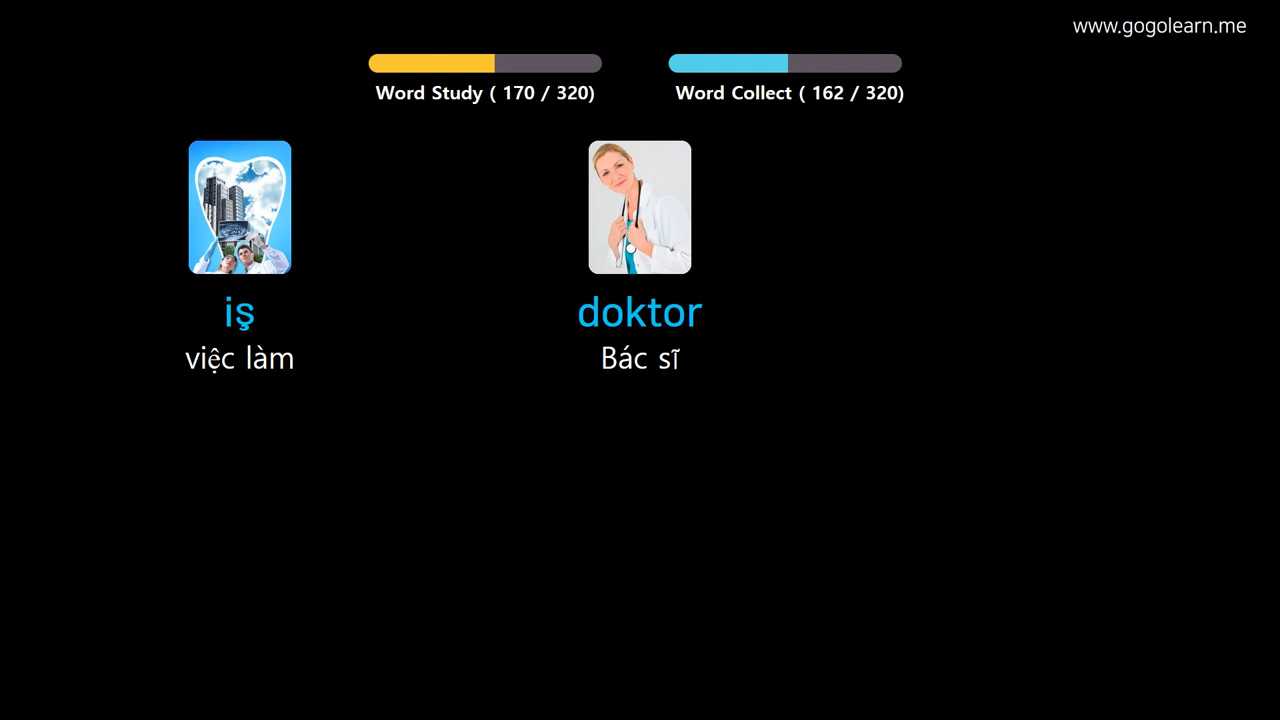 www.gogolearn.me
Word Study ( 170 / 320)
Word Collect ( 162 / 320)
iş
việc làm
doktor
Bác sĩ